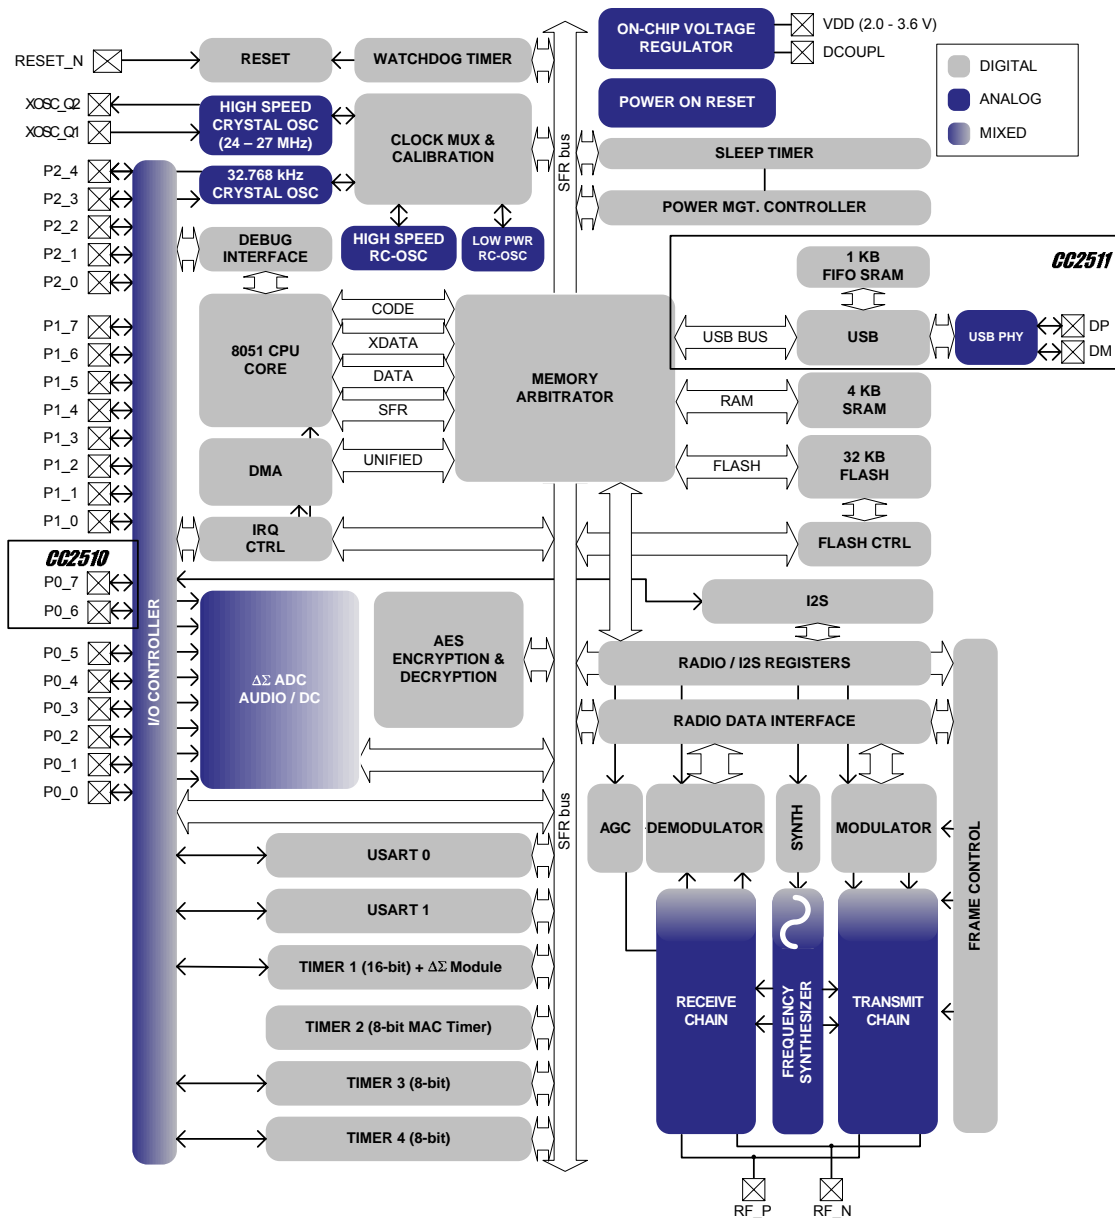 ON-CHIP VOLTAGE
REGULATOR
VDD (2.0 - 3.6 V)
DCOUPL
DIGITAL
ANALOG
MIXED
RESET_N
RESET
WATCHDOG TIMER
POWER ON RESET
XOSC_Q2
XOSC_Q1
HIGH SPEED
CRYSTAL OSC
(24 – 27 MHz)
CLOCK MUX &
CALIBRATION
SFR bus
SLEEP TIMER
POWER MGT. CONTROLLER
P2_4
P2_3
P2_2
P2_1
P2_0
32.768 kHz
CRYSTAL OSC
HIGH SPEED
RC-OSC
LOW PWR
RC-OSC
DEBUG
INTERFACE
CC2511
1 KB
FIFO SRAM
USB BUS
USB
USB PHY
DP
DM
P1_7
P1_6
P1_5
P1_4
P1_3
P1_2
P1_1
P1_0
8051 CPU
CORE
CODE
XDATA
DATA
SFR
UNIFIED
MEMORY
ARBITRATOR
RAM
4 KB
SRAM
FLASH
32 KB
FLASH
DMA
IRQ
CTRL
FLASH CTRL
CC2510
P0_7
P0_6
P0_5
P0_4
P0_3
P0_2
P0_1
P0_0
I/O CONTROLLER
ΔΣ ADC
AUDIO / DC
AES
ENCRYPTION &
DECRYPTION
I2S
RADIO / I2S REGISTERS
RADIO DATA INTERFACE
SFR bus
AGC
DEMODULATOR
SYNTH
MODULATOR
FRAME CONTROL
USART 0
USART 1
TIMER 1 (16-bit) + ΔΣ Module
TIMER 2 (8-bit MAC Timer)
TIMER 3 (8-bit)
TIMER 4 (8-bit)
RECEIVE
CHAIN
FREQUENCY
SYNTHESIZER
TRANSMIT
CHAIN
RF_P
RF_N